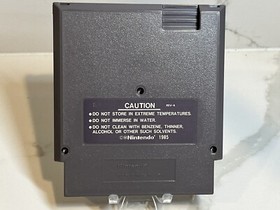 CAUTION
●DO NOT STORE IN EXTREME TEMPERATURES.
●DO NOT IMMERSE IN WATER.
●DO NOT CLEAN WITH BENZENE, THINNER,
ALCOHOL OR OTHER SUCH SOLVENTS.
Nintendo® 1985